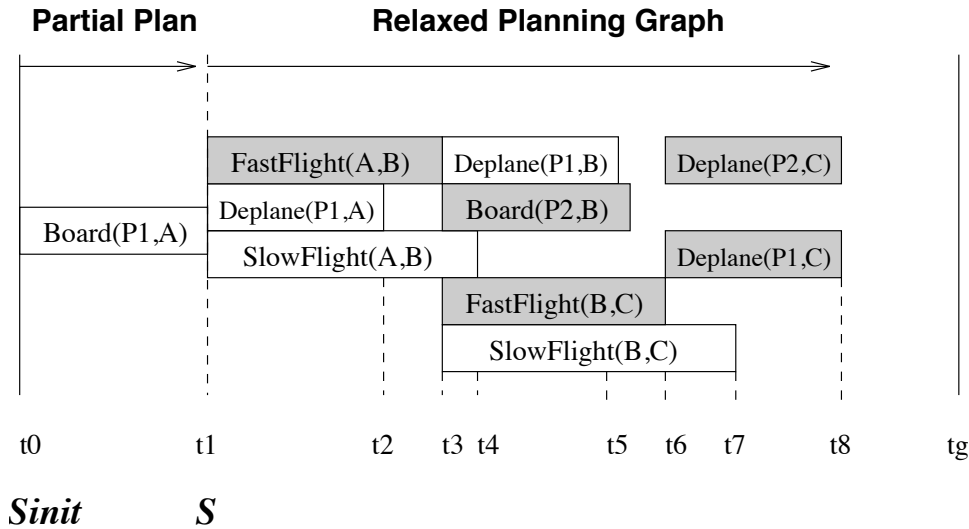 Partial Plan Relaxed Planning Graph
FastFlight(A,B) Deplane(P1,B) Deplane(P2,C)
Deplane(P1,A) Board(P2,B)
Board(P1,A)
SlowFlight(A,B) Deplane(P1,C)
FastFlight(B,C)
SlowFlight(B,C)
t0 t1 t2 t3 t4 t5 t6 t7 t8 tg
Sinit S